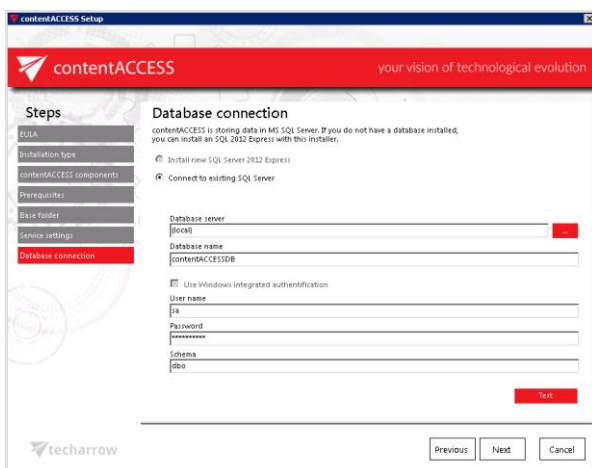 contentACCESS Setup
contentACCESS
your vision of technological evolution
Steps
EULA
Installation type
contentACCESS components
Prerequisites
Base folder
Service settings
Database connection
Database connection
contentACCESS is storing data in MS SQL Server. If you do not have a database installed,
you can install an SQL 2012 Express with this installer.
Install new SQL Server 2012 Express
Connect to existing SQL Server
Database server
(local)
...
Database name
contentACCESSDB
Use Windows integrated authentification
User name
sa
Password
**********
Schema
dbo
Test
techarrow
Previous
Next
Cancel